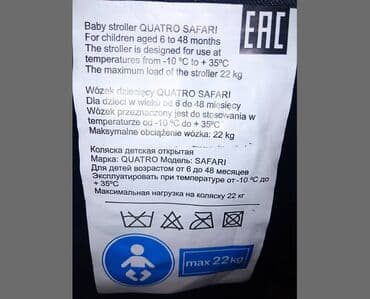 Baby stroller QUATRO SAFARI
For children aged 6 to 48 months
The stroller is designed for use at
temperatures from -10 °C to + 35ºC
The maximum load of the stroller 22 kg
EAC
Wózek dziecięcy QUATRO SAFARI
Dla dzieci w wieku od 6 do 48 miesięcy
Wózek przeznaczony jest do stosowania w
temperaturze od -10 °C do + 35ºC
Maksymalne obciążenie wózka: 22 kg
Коляска детская открытая
Марка: QUATRO Модель: SAFARI
Для детей возрастом от 6 до 48 месяцев
Эксплуатировать при температуре от -10 °C до
+ 35ºC
Максимальная нагрузка на коляску 22 кг
max 22kg